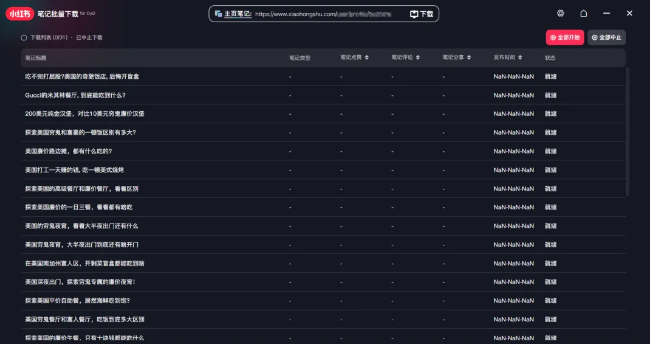 小红书 笔记批量下载 for DyD
主页笔记: https://www.xiaohongshu.com/user/profile/ 下载
下载列表 (0/31) · 已中止下载 全部开始 全部中止
笔记标题 笔记类型 笔记点赞 笔记评论 笔记分享 发布时间 状态
吃不到打屁股?美国的奇葩饭店, 后悔开盲盒 - - - - NaN-NaN-NaN 就绪
Gucci的米其林餐厅, 到底能吃到什么? - - - - NaN-NaN-NaN 就绪
200美元纯金汉堡，对比10美元穷鬼廉价汉堡 - - - - NaN-NaN-NaN 就绪
探索美国穷鬼和富豪的一顿饭区别有多大? - - - - NaN-NaN-NaN 就绪
美国廉价路边摊，都有什么吃的? - - - - NaN-NaN-NaN 就绪
美国打工一天赚的钱, 吃一顿美式烧烤 - - - - NaN-NaN-NaN 就绪
探索美国的高级餐厅和廉价餐厅，看看区别 - - - - NaN-NaN-NaN 就绪
探索美国廉价的一日三餐，看看都有啥吃 - - - - NaN-NaN-NaN 就绪
美国的穷鬼夜宵，看看大半夜出门还有什么 - - - - NaN-NaN-NaN 就绪
美国穷鬼夜宵，大半夜出门到底还有啥开门 - - - - NaN-NaN-NaN 就绪
在美国南加州富人区，开剩菜盲盒都能吃到啥 - - - - NaN-NaN-NaN 就绪
美国深夜出门，探索穷鬼专属的廉价夜宵! - - - - NaN-NaN-NaN 就绪
探索美国平价自助餐，居然海鲜吃到饱? - - - - NaN-NaN-NaN 就绪
美国穷鬼餐厅和富人餐厅，吃饭到底多大区别 - - - - NaN-NaN-NaN 就绪
探索美国的廉价午餐，只有十块钱都能吃什么 - - - - NaN-NaN-NaN 就绪